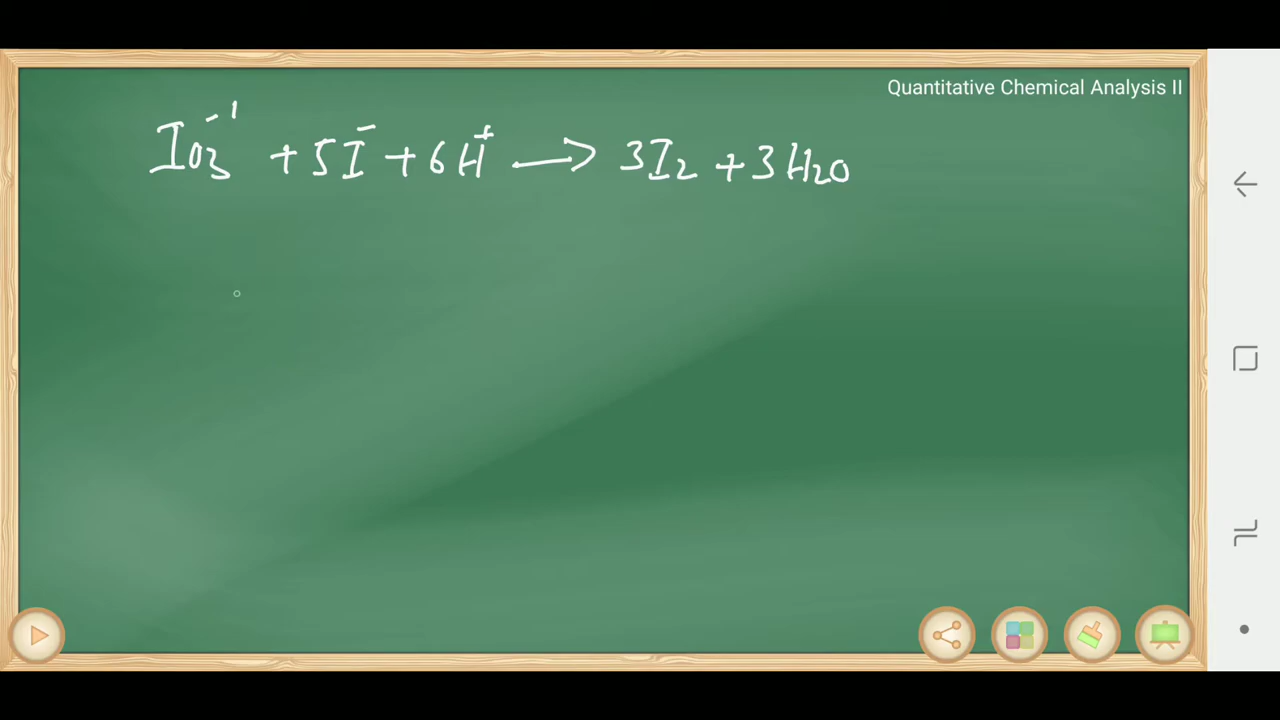 Quantitative Chemical Analysis II
IO₃⁻¹ + 5I⁻ + 6H⁺ → 3I₂ + 3H₂O